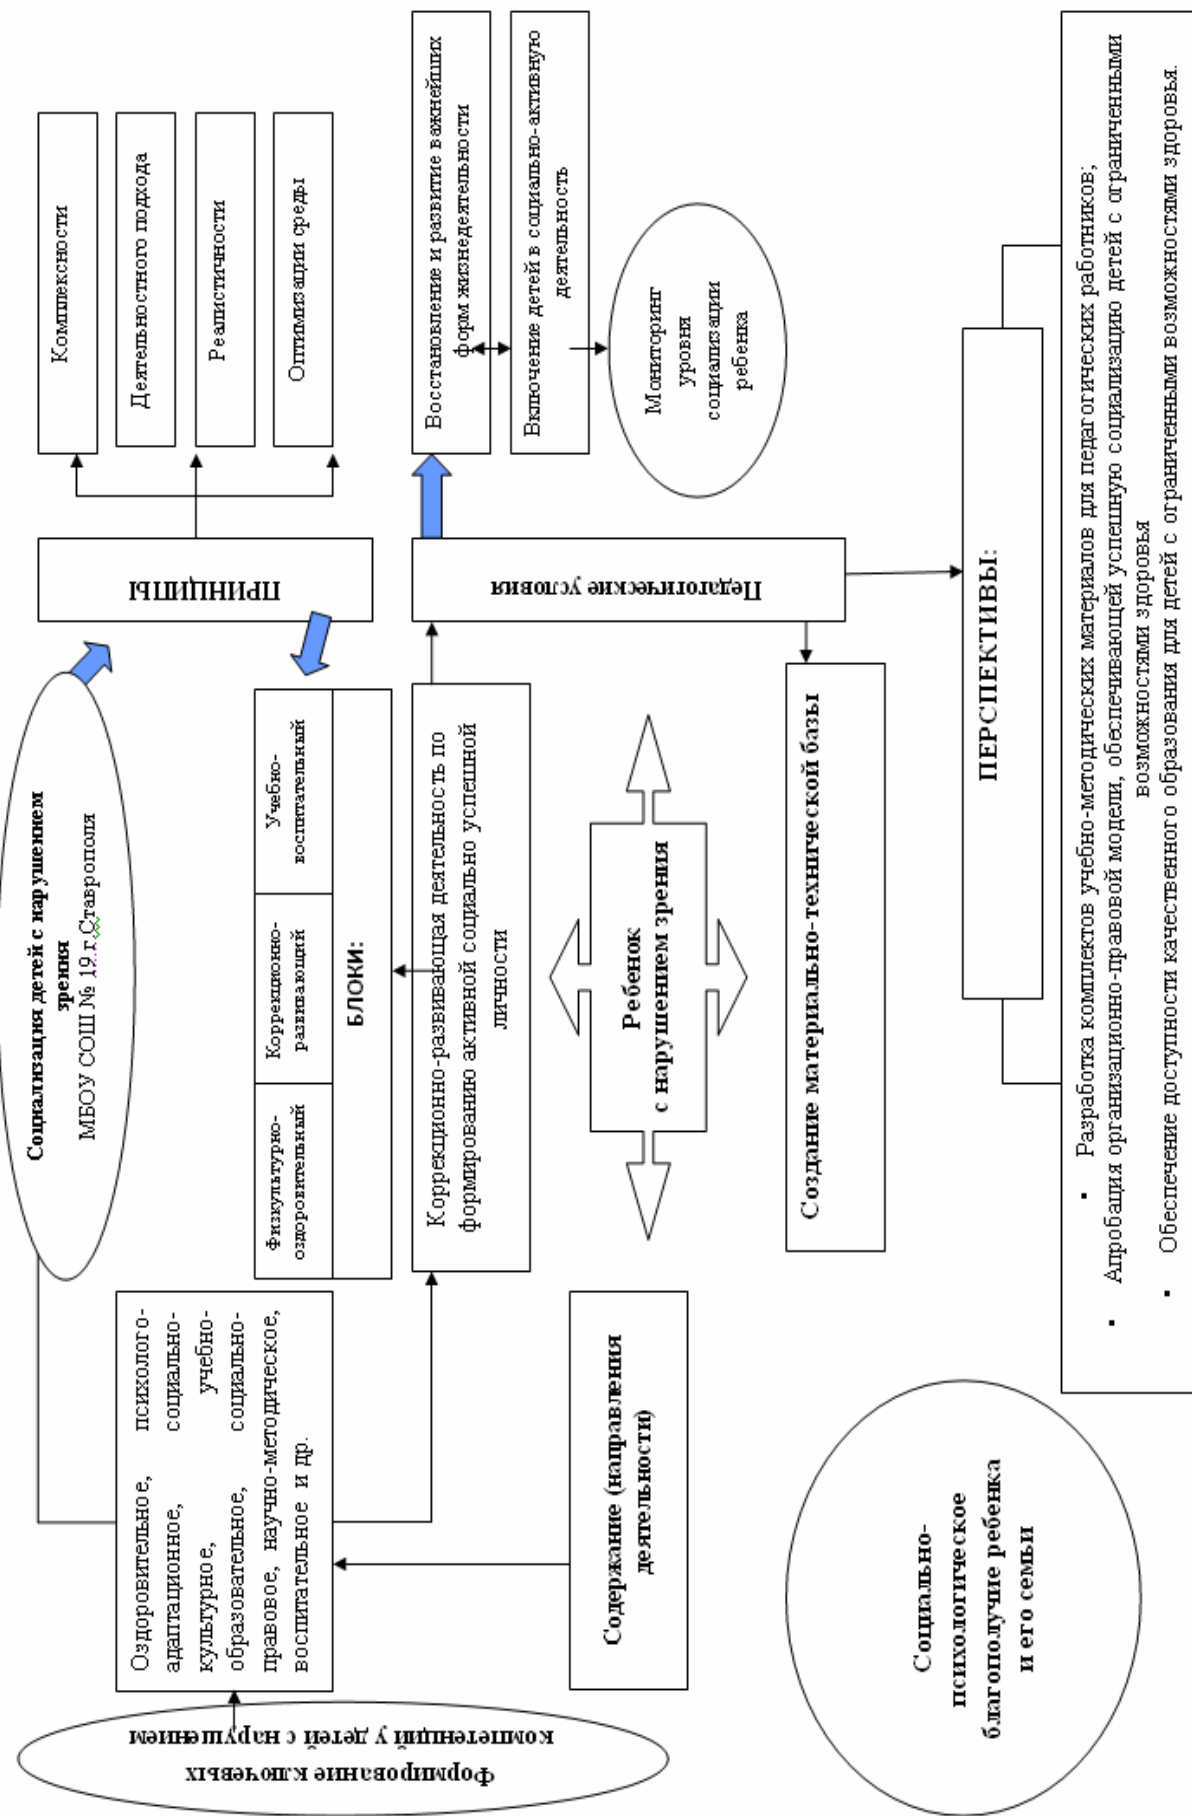 Социализация детей с нарушением
зрения
МБОУ СОШ № 19 г.Ставрополя
Формирование ключевых
компетенций у детей с нарушением
Оздоровительное, психолого-
адаптационное, социально-
культурное, учебно-
образовательное, социально-
правовое, научно-методическое,
воспитательное и др.
Содержание (направления
деятельности)
Социально-
психологическое
благополучие ребенка
и его семьи
Физкультурно-
оздоровительный
Коррекционно-
развивающий
Учебно-
воспитательный
БЛОКИ:
Коррекционно-развивающая деятельность по
формированию активной социально успешной
личности
Ребенок
с нарушением зрения
Создание материально-технической базы
ПРИНЦИПЫ
Комплексности
Деятельностного подхода
Реалистичности
Оптимизации среды
Педагогические условия
Восстановление и развитие важнейших
форм жизнедеятельности
Включение детей в социально-активную
деятельность
Мониторинг
уровня
социализации
ребенка
ПЕРСПЕКТИВЫ:
▪ Разработка комплектов учебно-методических материалов для педагогических работников;
▪ Апробация организационно-правовой модели, обеспечивающей успешную социализацию детей с ограниченными
возможностями здоровья
▪ Обеспечение доступности качественного образования для детей с ограниченными возможностями здоровья.